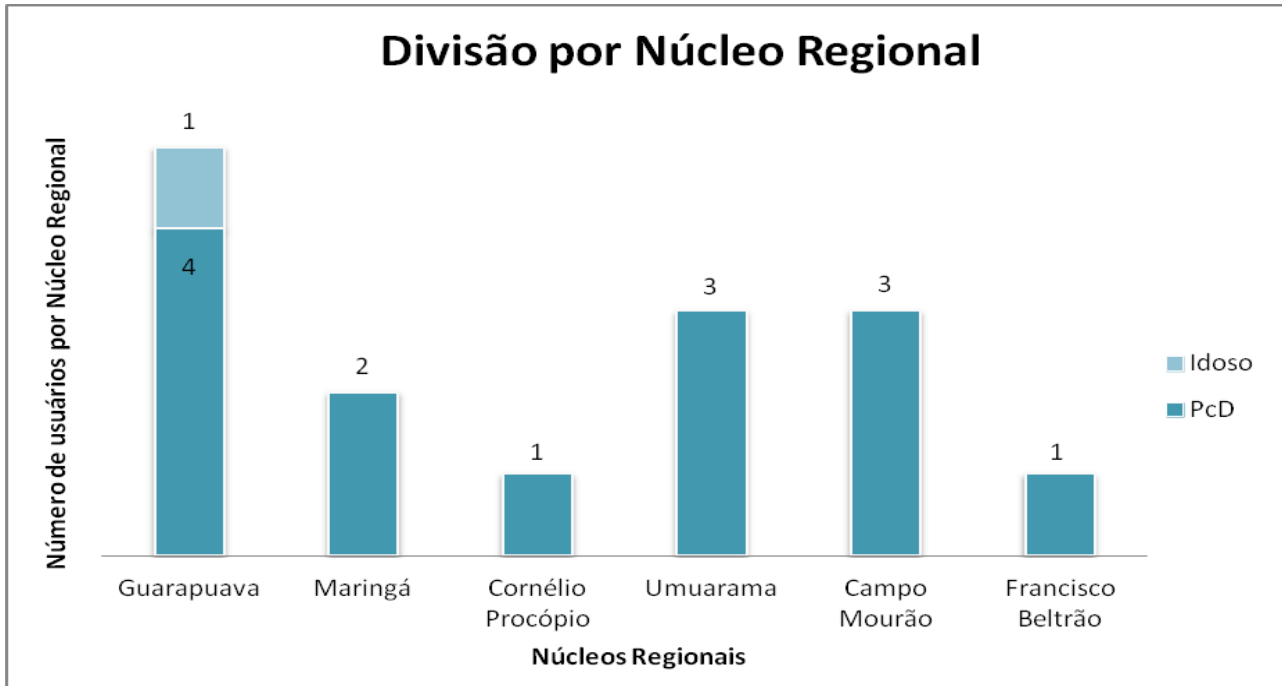 Divisão por Núcleo Regional
Número de usuários por Núcleo Regional
1
4
2
1
3
3
1
Idoso
PcD
Guarapuava
Maringá
Cornélio
Procópio
Umuarama
Campo
Mourão
Francisco
Beltrão
Núcleos Regionais